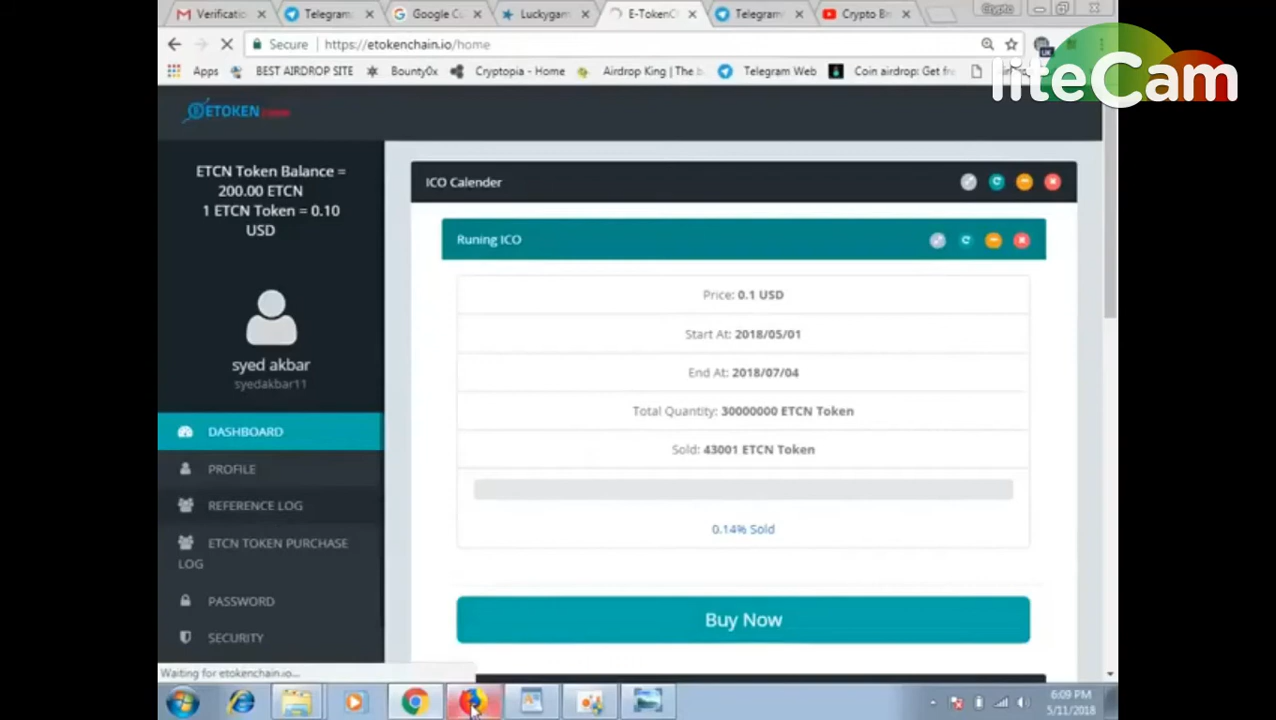 Verificatio
Telegram
Google C
Luckygam
E-TokenC
Telegram
Crypto B
Crypto
Secure
https://etokenchain.io/home
Apps
BEST AIRDROP SITE
Bounty0x
Cryptopia - Home
Airdrop King | The b
Telegram Web
Coin airdrop: Get fr
liteCam
ETOKEN
ETCN Token Balance =
200.00 ETCN
1 ETCN Token = 0.10
USD
syed akbar
syedakbar11
DASHBOARD
PROFILE
REFERENCE LOG
ETCN TOKEN PURCHASE
LOG
PASSWORD
SECURITY
ICO Calender
Runing ICO
Price: 0.1 USD
Start At: 2018/05/01
End At: 2018/07/04
Total Quantity: 30000000 ETCN Token
Sold: 43001 ETCN Token
0.14% Sold
Buy Now
Waiting for etokenchain.io...
6:09 PM
5/11/2018